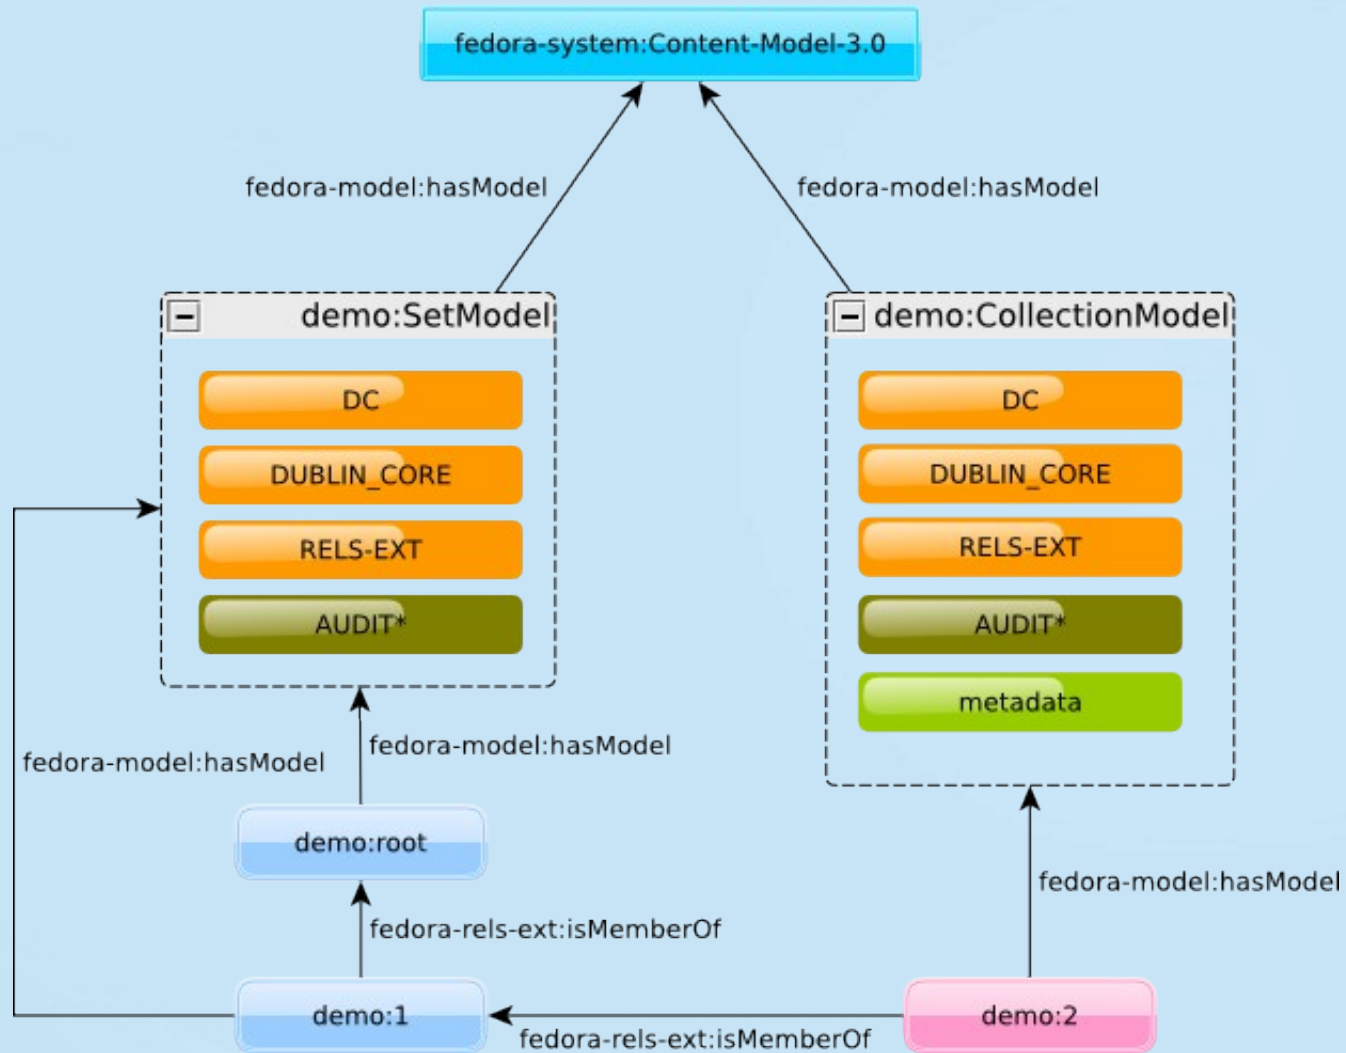 fedora-system:Content-Model-3.0
fedora-model:hasModel
fedora-model:hasModel
demo:SetModel
DC
DUBLIN_CORE
RELS-EXT
AUDIT*
demo:CollectionModel
DC
DUBLIN_CORE
RELS-EXT
AUDIT*
metadata
fedora-model:hasModel
fedora-model:hasModel
demo:root
fedora-model:hasModel
fedora-rels-ext:isMemberOf
demo:1
fedora-rels-ext:isMemberOf
demo:2